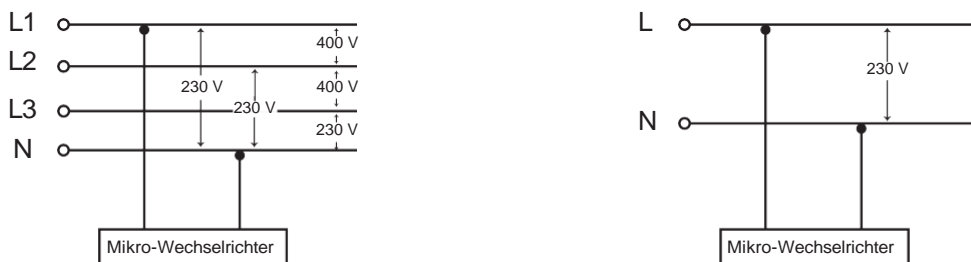 L1
L2
L3
N
400 V
400 V
230 V
230 V
230 V
Mikro-Wechselrichter
L
N
230 V
Mikro-Wechselrichter